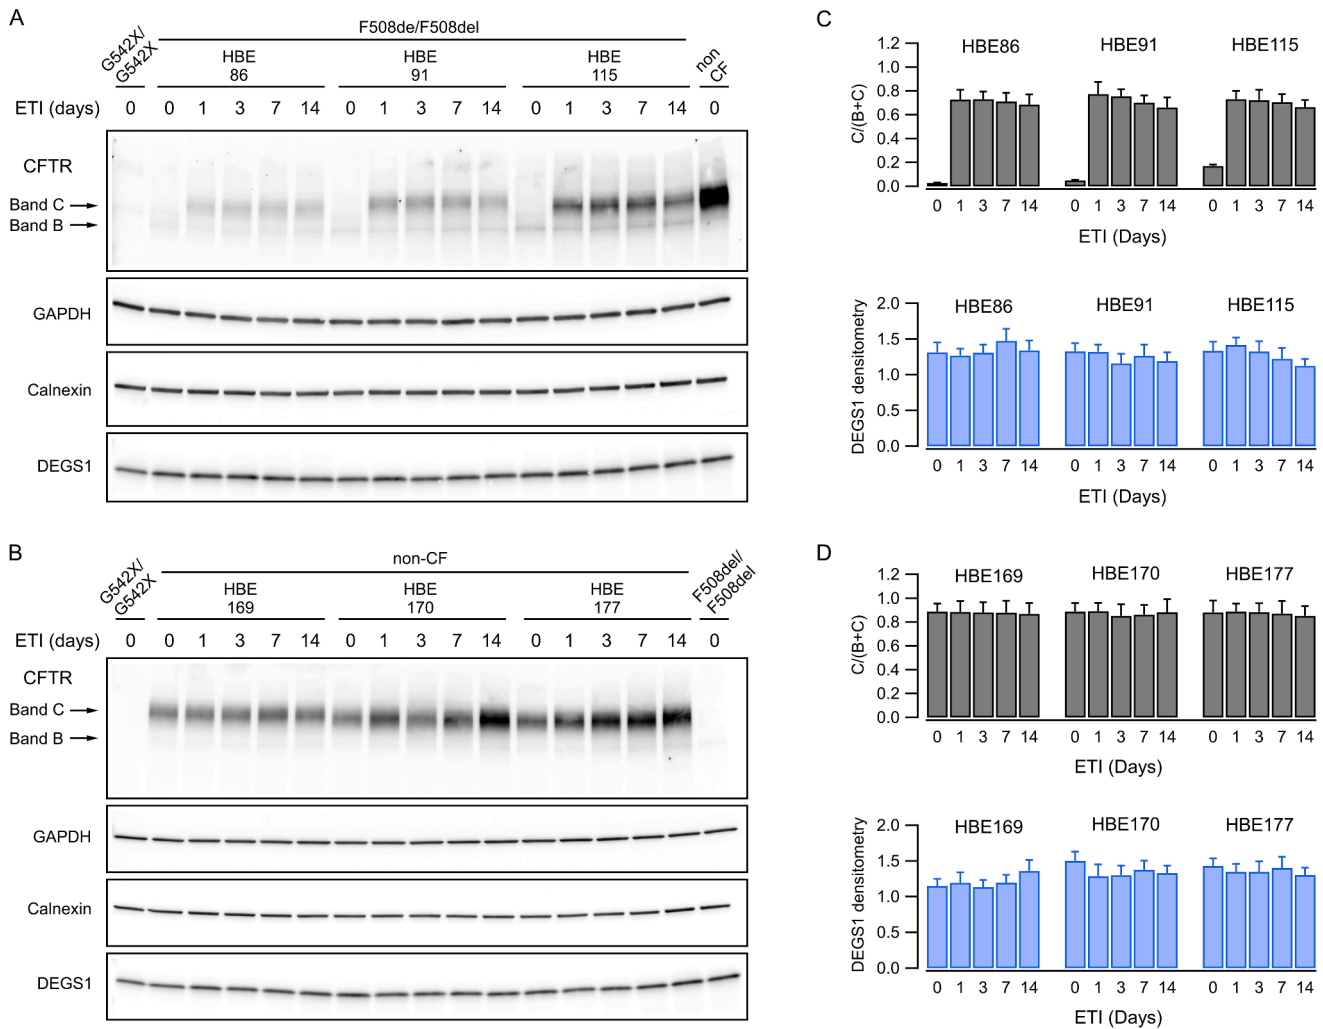 A
G542X/
G542X
F508de/F508del
HBE
86
HBE
91
HBE
115
non
CF
ETI (days) 0 0 1 3 7 14 0 1 3 7 14 0 1 3 7 14 0
CFTR
Band C
Band B
GAPDH
Calnexin
DEGS1
B
G542X/
G542X
non-CF
HBE
169
HBE
170
HBE
177
F508del/
F508del
ETI (days) 0 0 1 3 7 14 0 1 3 7 14 0 1 3 7 14 0
CFTR
Band C
Band B
GAPDH
Calnexin
DEGS1
C
HBE86 HBE91 HBE115
C/(B+C)
1.2
1.0
0.8
0.6
0.4
0.2
0.0
0 1 3 7 14 0 1 3 7 14 0 1 3 7 14
ETI (Days)
HBE86 HBE91 HBE115
DEGS1 densitometry
2.0
1.5
1.0
0.5
0.0
0 1 3 7 14 0 1 3 7 14 0 1 3 7 14
ETI (Days)
D
HBE169 HBE170 HBE177
C/(B+C)
1.2
1.0
0.8
0.6
0.4
0.2
0.0
0 1 3 7 14 0 1 3 7 14 0 1 3 7 14
ETI (Days)
HBE169 HBE170 HBE177
DEGS1 densitometry
2.0
1.5
1.0
0.5
0.0
0 1 3 7 14 0 1 3 7 14 0 1 3 7 14
ETI (Days)